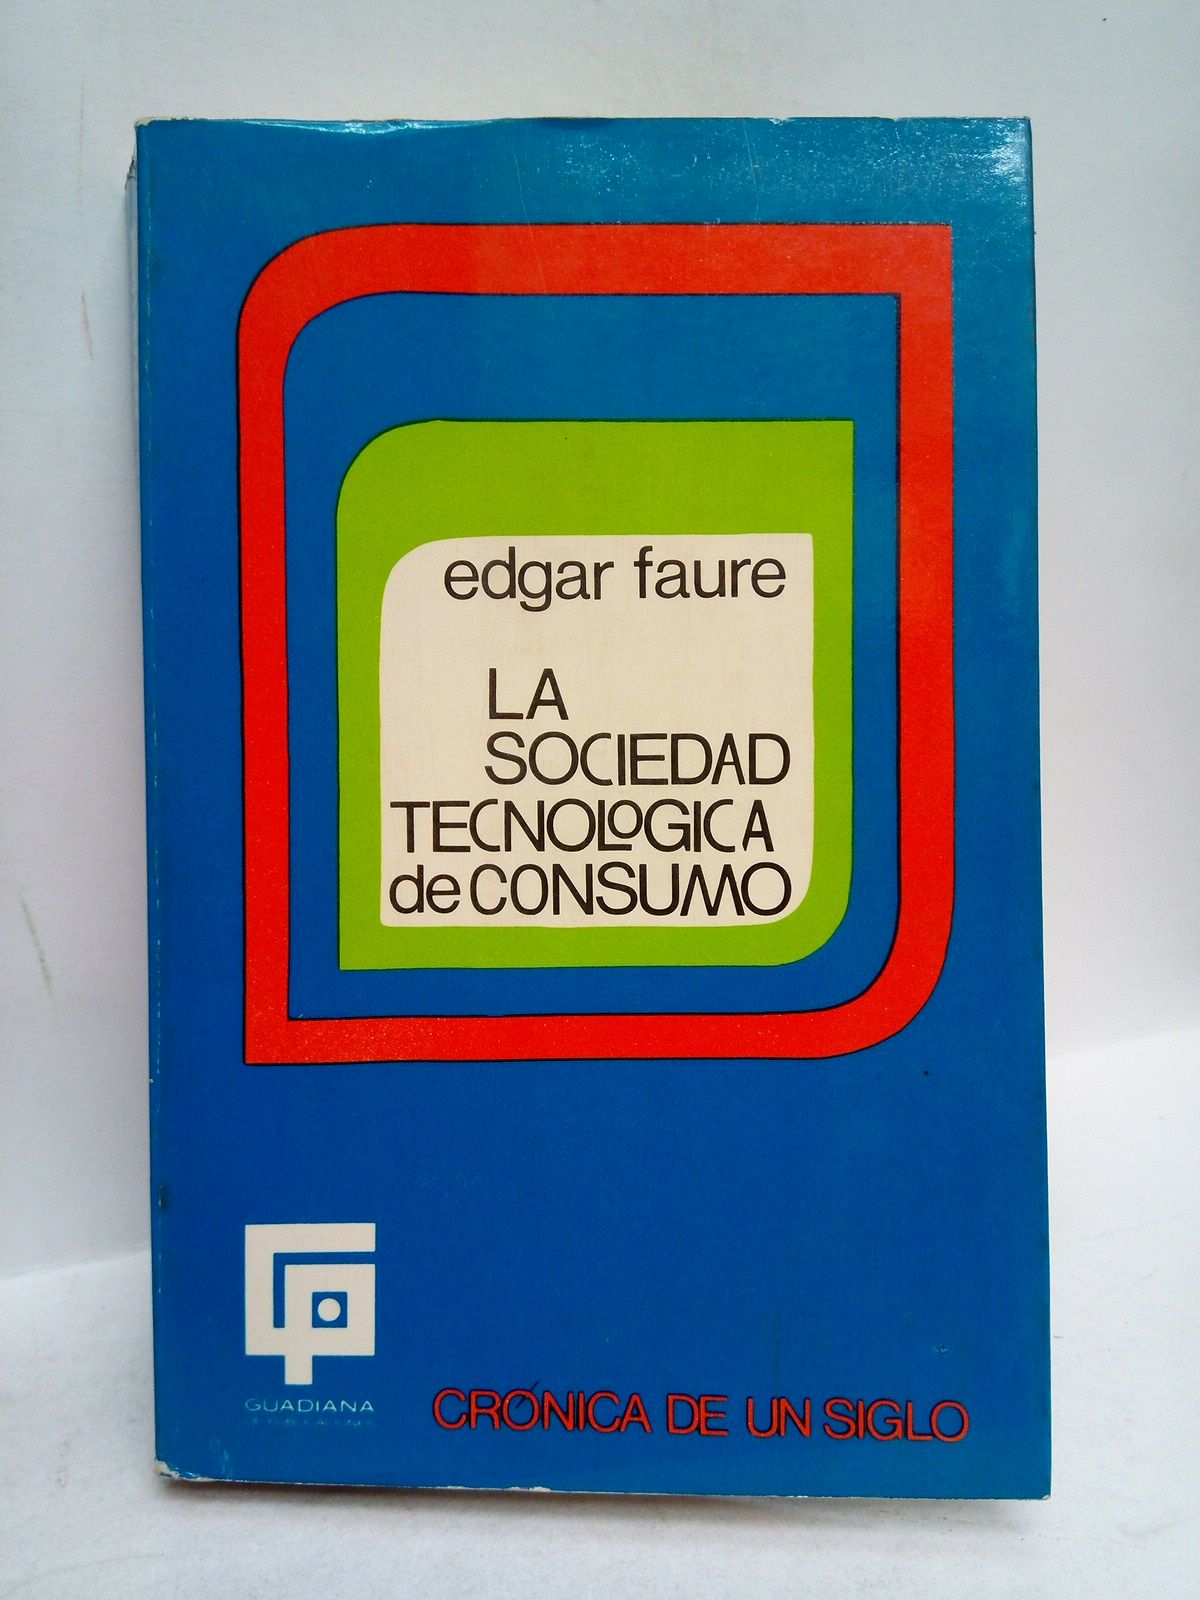 edgar faure
LA
SOCIEDAD
TECNOLOGICA
de CONSUMO
GUADIANA
CRÓNICA DE UN SIGLO